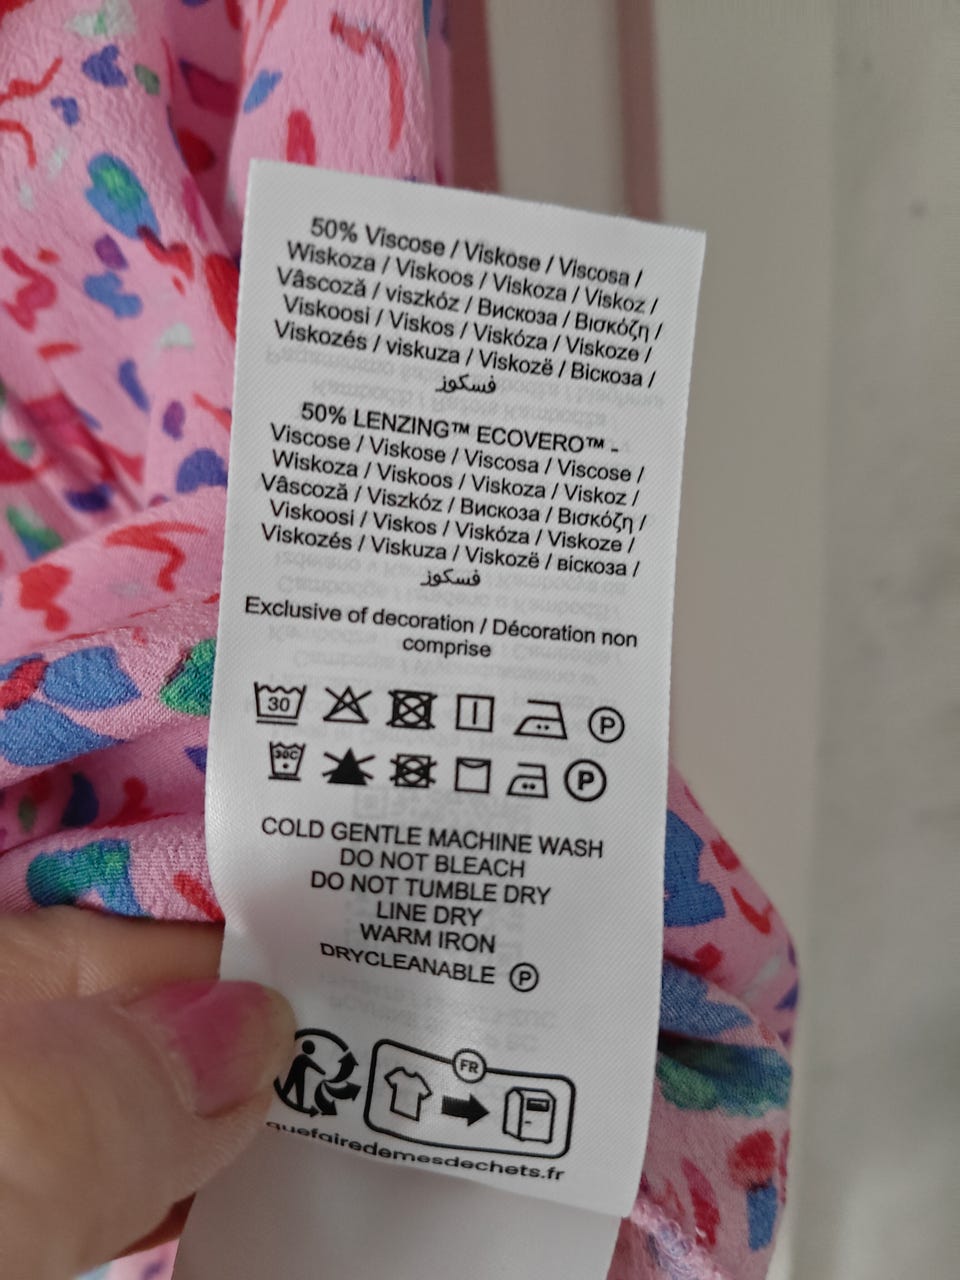 50% Viscose / Viskose / Viscosa /
Wiskoza / Viskoos / Viskoza / Viskoz /
Vâscoză / viszkóz / Вискоза / Βισκόζη /
Viskoosi / Viskos / Viskóza / Viskoze /
Viskozés / viskuza / Viskozë / Віскоза /
فسكوز
50% LENZING™ ECOVERO™ -
Viscose / Viskose / Viscosa / Viscose /
Wiskoza / Viskoos / Viskoza / Viskoz /
Vâscoză / Viszkóz / Вискоза / Βισκόζη /
Viskoosi / Viskos / Viskóza / Viskoze /
Viskozés / Viskuza / Viskozë / віскоза /
فسكوز
Exclusive of decoration / Décoration non
comprise
30 P
30C P
COLD GENTLE MACHINE WASH
DO NOT BLEACH
DO NOT TUMBLE DRY
LINE DRY
WARM IRON
DRYCLEANABLE P
FR
quefairedemesdechets.fr